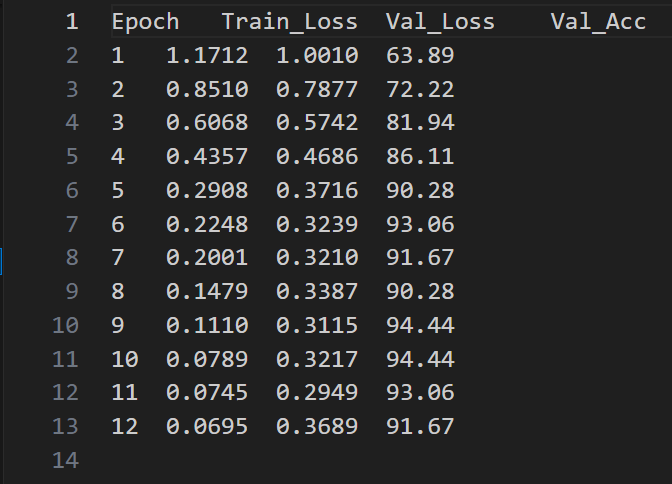 1 Epoch Train_Loss Val_Loss Val_Acc
2 1 1.1712 1.0010 63.89
3 2 0.8510 0.7877 72.22
4 3 0.6068 0.5742 81.94
5 4 0.4357 0.4686 86.11
6 5 0.2908 0.3716 90.28
7 6 0.2248 0.3239 93.06
8 7 0.2001 0.3210 91.67
9 8 0.1479 0.3387 90.28
10 9 0.1110 0.3115 94.44
11 10 0.0789 0.3217 94.44
12 11 0.0745 0.2949 93.06
13 12 0.0695 0.3689 91.67
14